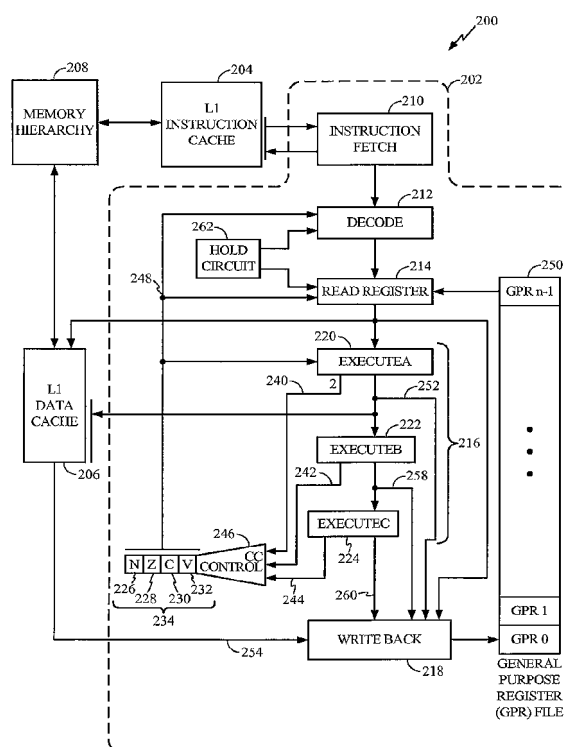 200
208
204
202
210
MEMORY
HIERARCHY
L1
INSTRUCTION
CACHE
INSTRUCTION
FETCH
212
262
DECODE
HOLD
CIRCUIT
214
250
248
READ REGISTER
GPR n-1
220
EXECUTEA
240
2
252
L1
DATA
CACHE
222
216
206
242
EXECUTEB
258
246
EXECUTEC
N Z C V
CC
CONTROL
224
226
228
230
232
244
260
234
GPR 1
WRITE BACK
GPR 0
254
218
GENERAL
PURPOSE
REGISTER
(GPR) FILE